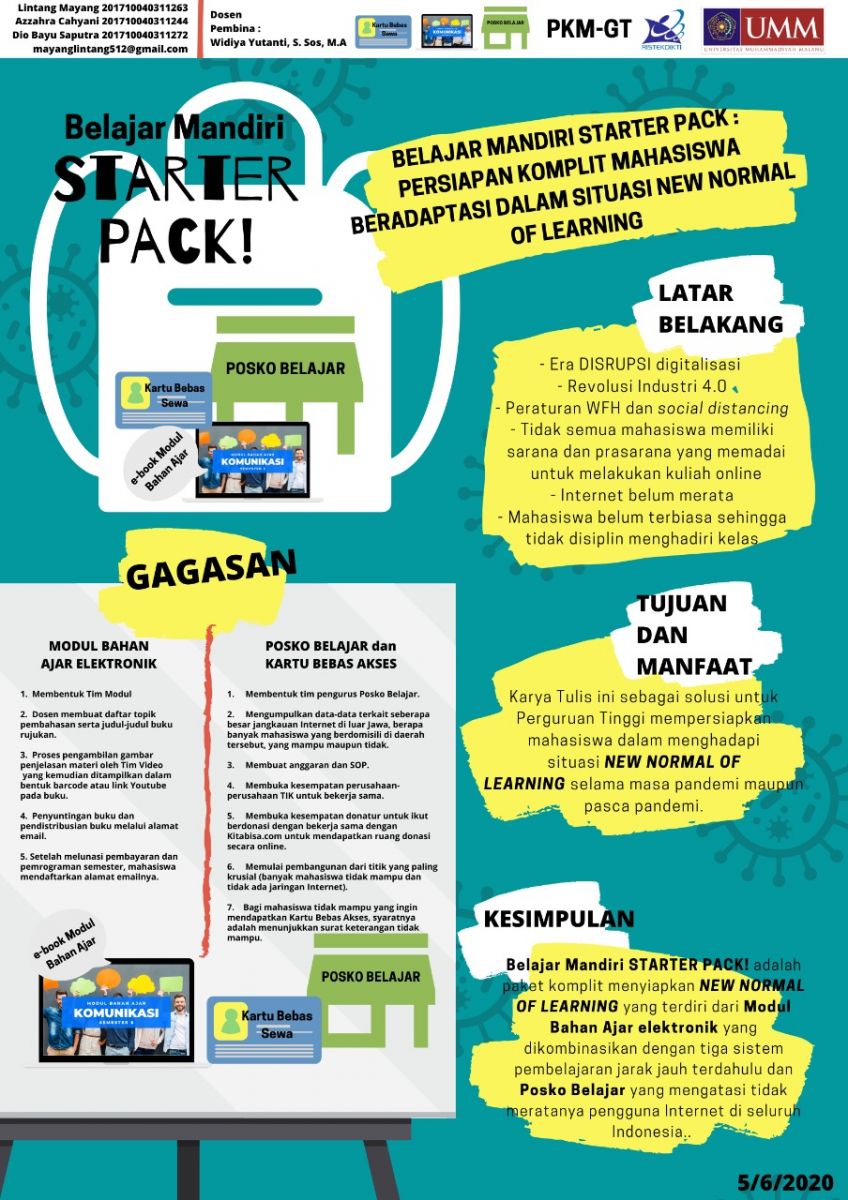 Lintang Mayang 201710040311263
Azzahra Cahyani 201710040311244
Dio Bayu Saputra 201710040311272
mayanglintang512@gmail.com
Dosen
Pembina :
Widiya Yutanti, S. Sos, M.A
Kartu Bebas
Sewa
KOMUNIKASI
POSKO BELAJAR
PKM-GT
RISTEKDIKTI
UMM
UNIVERSITAS MUHAMMADIYAH MALANG
Belajar Mandiri
STARTER
PACK!
BELAJAR MANDIRI STARTER PACK :
PERSIAPAN KOMPLIT MAHASISWA
BERADAPTASI DALAM SITUASI NEW NORMAL
OF LEARNING
POSKO BELAJAR
Kartu Bebas
Sewa
e-book Modul
Bahan Ajar
MODUL BAHAN AJAR
KOMUNIKASI
LATAR
BELAKANG
- Era DISRUPSI digitalisasi
- Revolusi Industri 4.0
- Peraturan WFH dan social distancing
- Tidak semua mahasiswa memiliki
sarana dan prasarana yang memadai
untuk melakukan kuliah online
- Internet belum merata
- Mahasiswa belum terbiasa sehingga
tidak disiplin menghadiri kelas
GAGASAN
MODUL BAHAN
AJAR ELEKTRONIK
1. Membentuk Tim Modul
2. Dosen membuat daftar topik
pembahasan serta judul-judul buku
rujukan.
3. Proses pengambilan gambar
penjelasan materi oleh Tim Video
yang kemudian ditampilkan dalam
bentuk barcode atau link Youtube
pada buku.
4. Penyuntingan buku dan
pendistribusian buku melalui alamat
email.
5. Setelah melunasi pembayaran dan
pemrograman semester, mahasiswa
mendaftarkan alamat emailnya.
POSKO BELAJAR dan
KARTU BEBAS AKSES
1. Membentuk tim pengurus Posko Belajar.
2. Mengumpulkan data-data terkait seberapa
besar jangkauan Internet di luar Jawa, berapa
banyak mahasiswa yang berdomisili di daerah
tersebut, yang mampu maupun tidak.
3. Membuat anggaran dan SOP.
4. Membuka kesempatan perusahaan-
perusahaan TIK untuk bekerja sama.
5. Membuka kesempatan donatur untuk ikut
berdonasi dengan bekerja sama dengan
Kitabisa.com untuk mendapatkan ruang donasi
secara online.
6. Memulai pembangunan dari titik yang paling
krusial (banyak mahasiswa tidak mampu dan
tidak ada jaringan Internet).
7. Bagi mahasiswa tidak mampu yang ingin
mendapatkan Kartu Bebas Akses, syaratnya
adalah menunjukkan surat keterangan tidak
mampu.
e-book Modul
Bahan Ajar
MODUL BAHAN AJAR
KOMUNIKASI
Kartu Bebas
Sewa
POSKO BELAJAR
TUJUAN
DAN
MANFAAT
Karya Tulis ini sebagai solusi untuk
Perguruan Tinggi mempersiapkan
mahasiswa dalam menghadapi
situasi NEW NORMAL OF
LEARNING selama masa pandemi maupun
pasca pandemi.
KESIMPULAN
Belajar Mandiri STARTER PACK! adalah
paket komplit menyiapkan NEW NORMAL
OF LEARNING yang terdiri dari Modul
Bahan Ajar elektronik yang
dikombinasikan dengan tiga sistem
pembelajaran jarak jauh terdahulu dan
Posko Belajar yang mengatasi tidak
meratanya pengguna Internet di seluruh
Indonesia..
5/6/2020